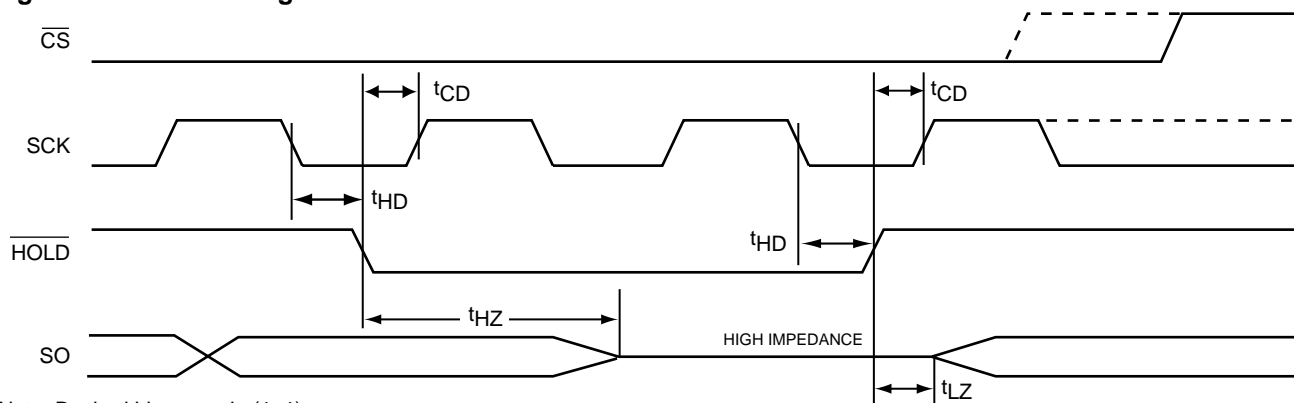 CS
tCD
tCD
SCK
tHD
HOLD
tHD
tHZ
HIGH IMPEDANCE
SO
tLZ